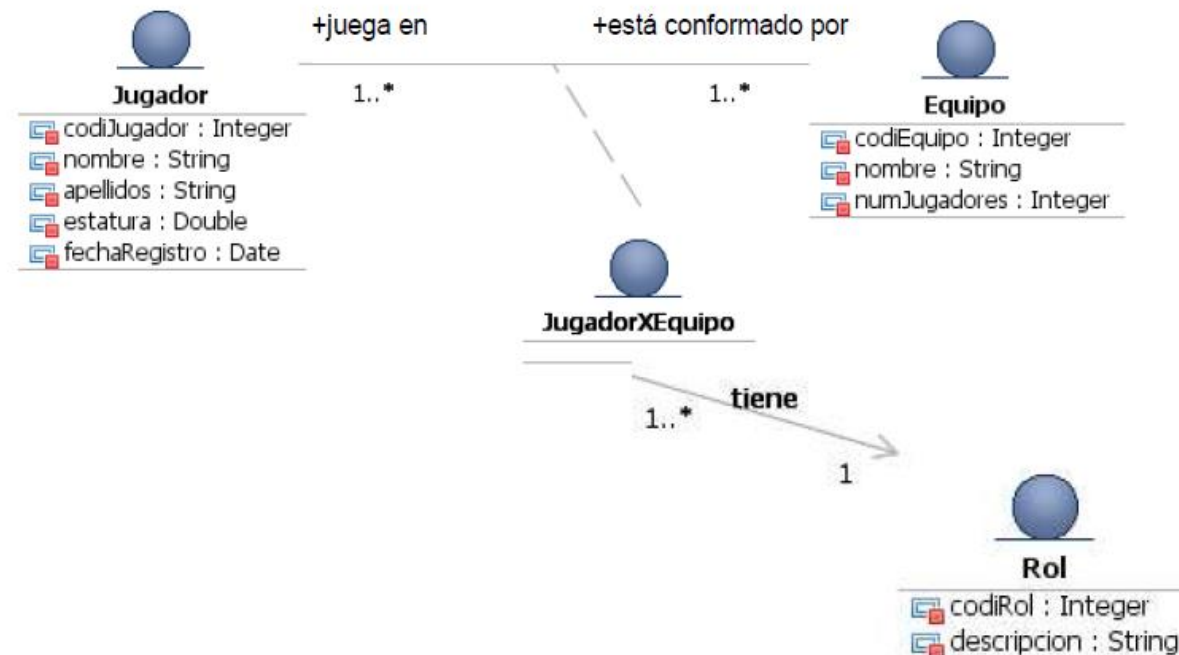 +juega en
+está conformado por
1..*
1..*
Jugador
codiJugador : Integer
nombre : String
apellidos : String
estatura : Double
fechaRegistro : Date
Equipo
codiEquipo : Integer
nombre : String
numJugadores : Integer
JugadorXEquipo
tiene
1..*
1
Rol
codiRol : Integer
descripcion : String